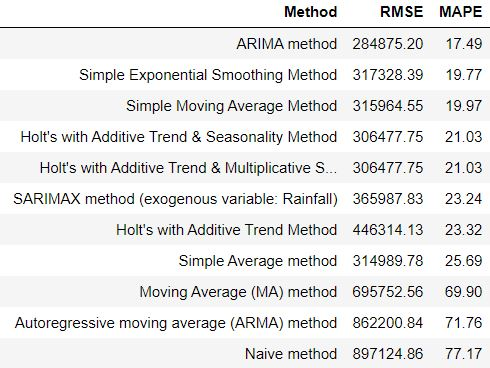 Method RMSE MAPE
ARIMA method 284875.20 17.49
Simple Exponential Smoothing Method 317328.39 19.77
Simple Moving Average Method 315964.55 19.97
Holt's with Additive Trend & Seasonality Method 306477.75 21.03
Holt's with Additive Trend & Multiplicative S... 306477.75 21.03
SARIMAX method (exogenous variable: Rainfall) 365987.83 23.24
Holt's with Additive Trend Method 446314.13 23.32
Simple Average method 314989.78 25.69
Moving Average (MA) method 695752.56 69.90
Autoregressive moving average (ARMA) method 862200.84 71.76
Naive method 897124.86 77.17